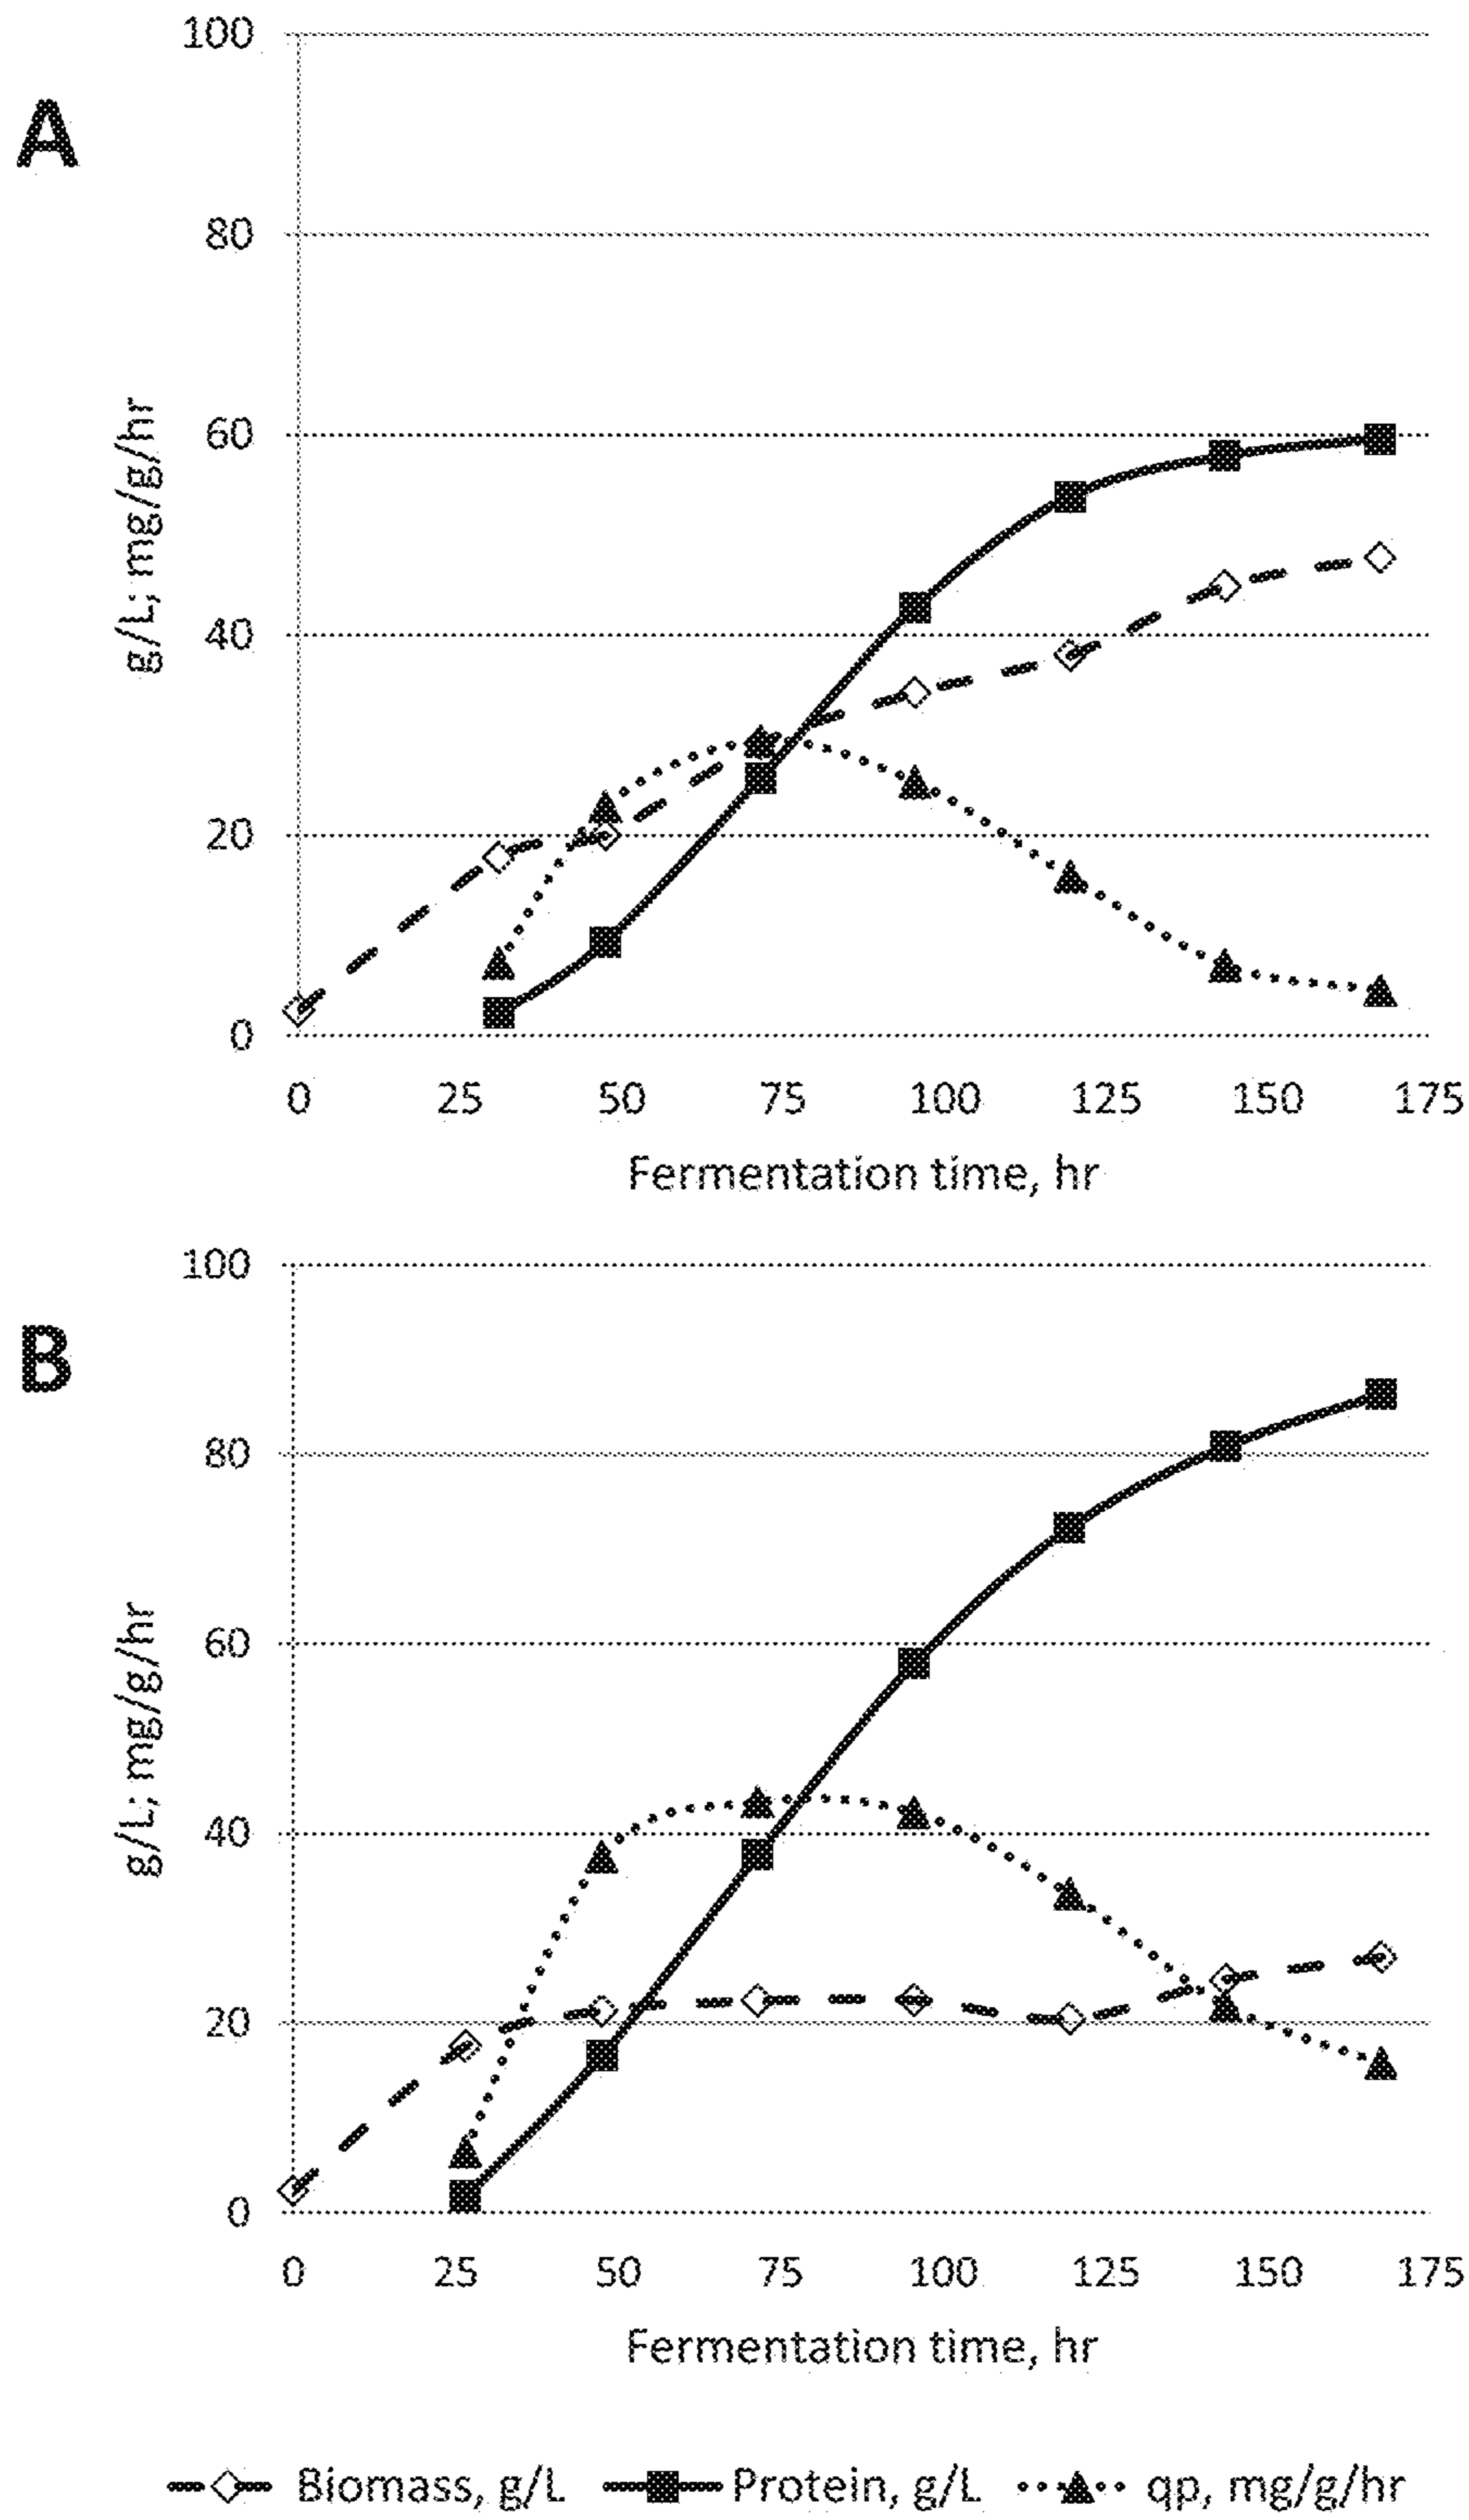 A
100
80
60
40
20
0
g/L; mg/g/hr
0 25 50 75 100 125 150 175
Fermentation time, hr
B
100
80
60
40
20
0
g/L; mg/g/hr
0 25 50 75 100 125 150 175
Fermentation time, hr
Biomass, g/L Protein, g/L qp, mg/g/hr